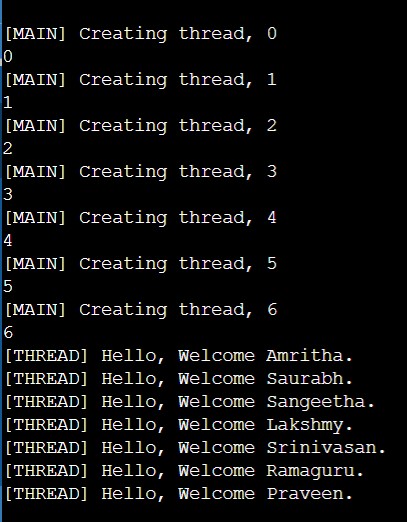 [MAIN] Creating thread, 0
0
[MAIN] Creating thread, 1
1
[MAIN] Creating thread, 2
2
[MAIN] Creating thread, 3
3
[MAIN] Creating thread, 4
4
[MAIN] Creating thread, 5
5
[MAIN] Creating thread, 6
6
[THREAD] Hello, Welcome Amritha.
[THREAD] Hello, Welcome Saurabh.
[THREAD] Hello, Welcome Sangeetha.
[THREAD] Hello, Welcome Lakshmy.
[THREAD] Hello, Welcome Srinivasan.
[THREAD] Hello, Welcome Ramaguru.
[THREAD] Hello, Welcome Praveen.